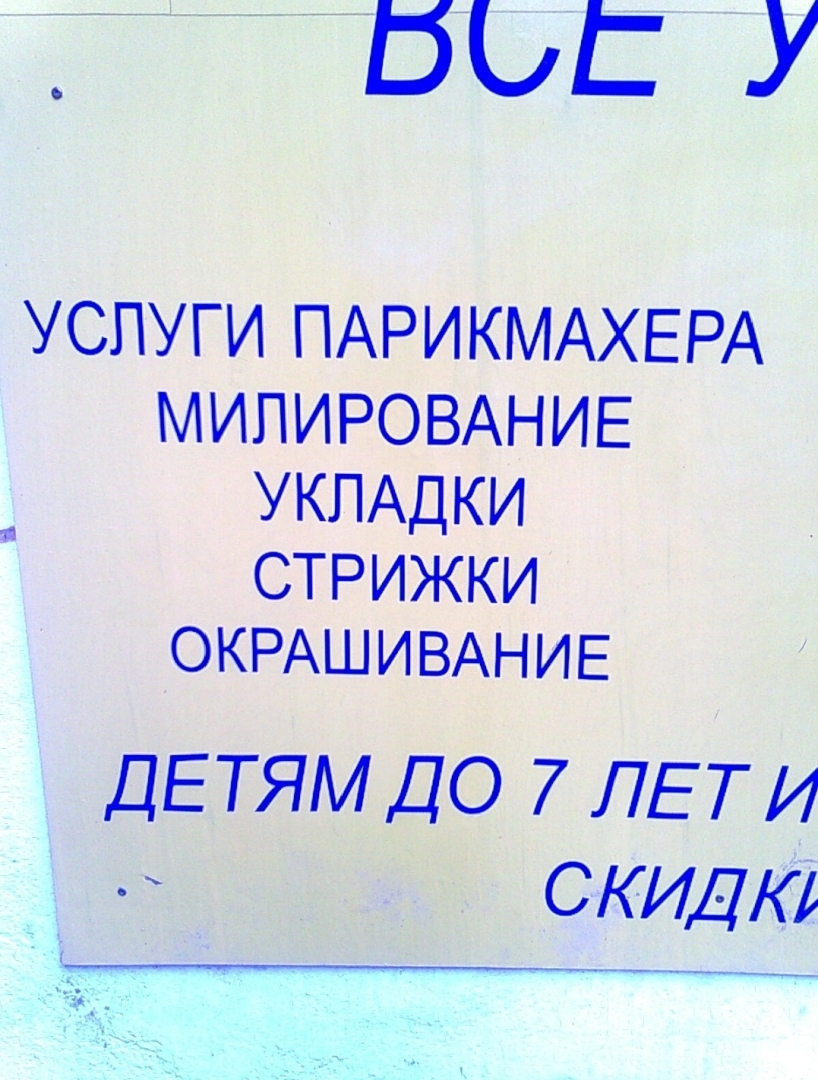 ВСЕ
УСЛУГИ ПАРИКМАХЕРА
МИЛИРОВАНИЕ
УКЛАДКИ
СТРИЖКИ
ОКРАШИВАНИЕ
ДЕТЯМ ДО 7 ЛЕТ И
СКИДКИ